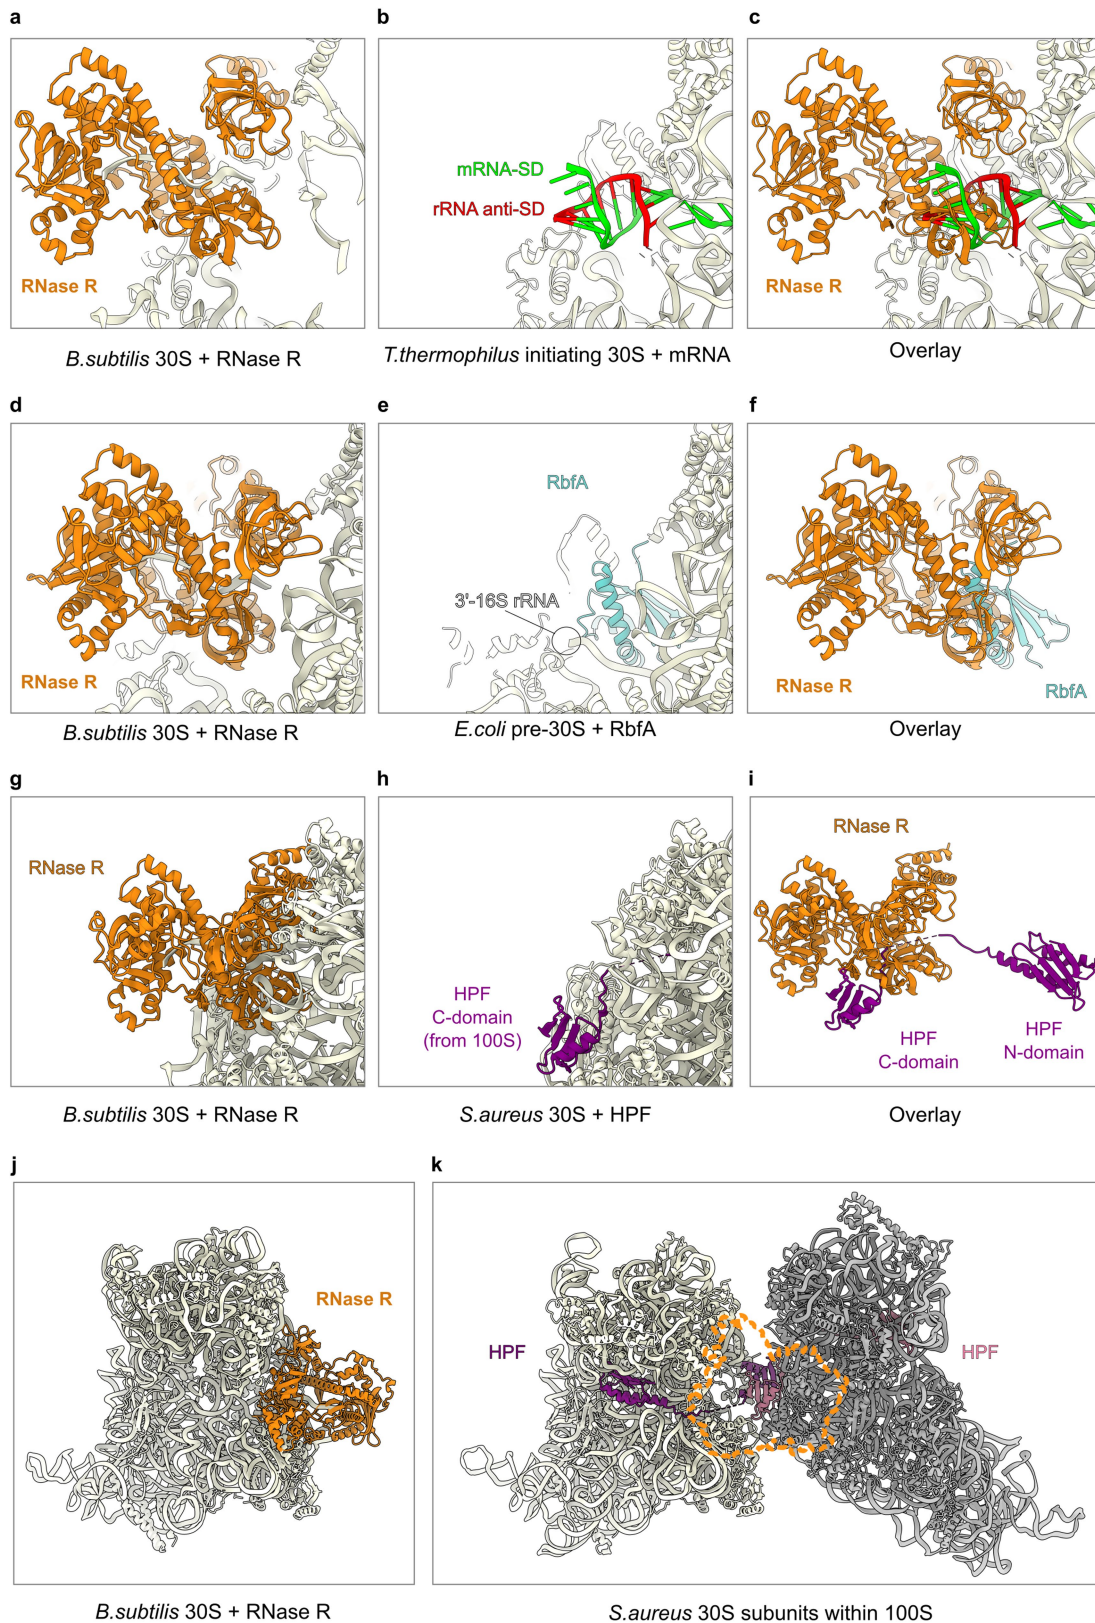 a
b
c
mRNA-SD
rRNA anti-SD
RNase R
RNase R
B.subtilis 30S + RNase R
T.thermophilus initiating 30S + mRNA
Overlay
d
e
f
RbfA
3'-16S rRNA
RNase R
RNase R
RbfA
B.subtilis 30S + RNase R
E.coli pre-30S + RbfA
Overlay
g
h
i
RNase R
RNase R
HPF
C-domain
(from 100S)
HPF
C-domain
HPF
N-domain
B.subtilis 30S + RNase R
S.aureus 30S + HPF
Overlay
j
k
RNase R
HPF
HPF
B.subtilis 30S + RNase R
S.aureus 30S subunits within 100S